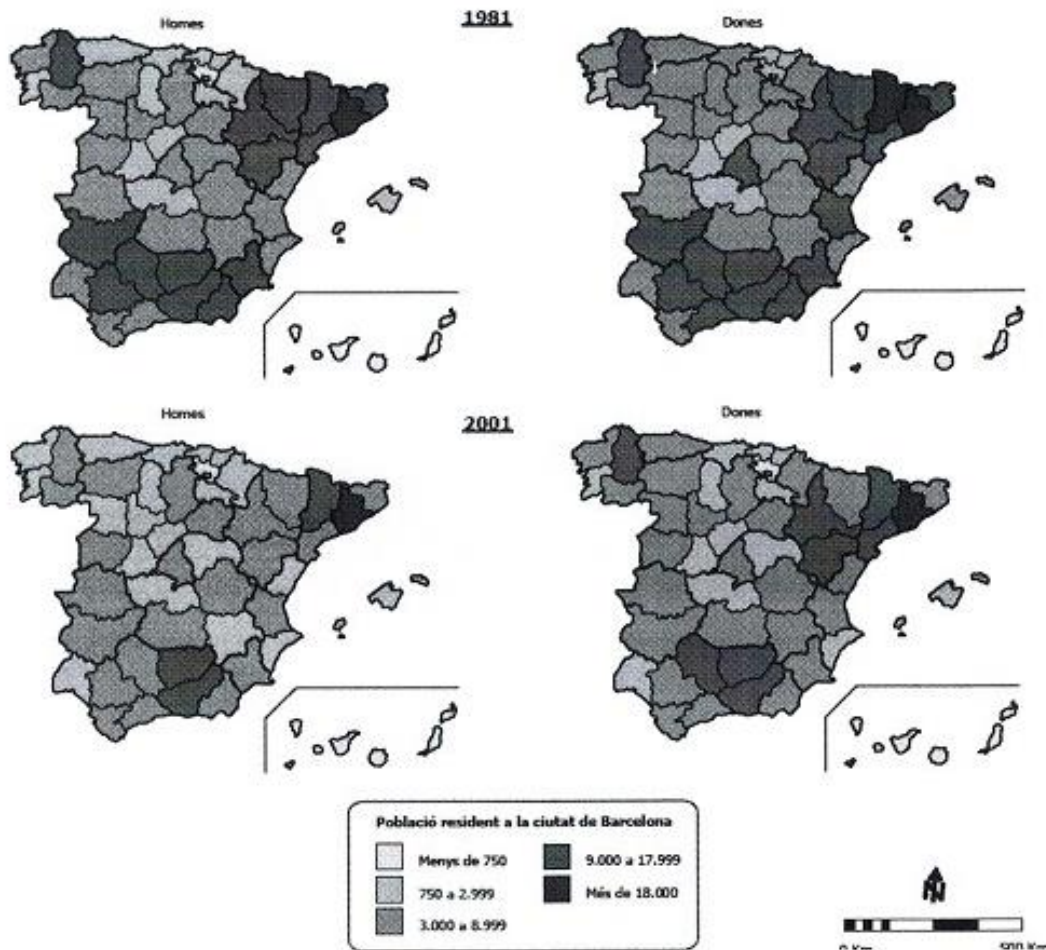 1981
Homes
Dones
2001
Homes
Dones
Població resident a la ciutat de Barcelona
Menys de 750
750 a 2.999
3.000 a 8.999
9.000 a 17.999
Més de 18.000
N
0 Km
500 Km